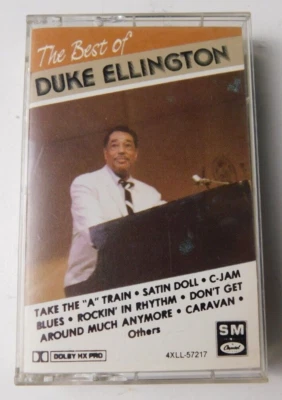 The Best of
DUKE ELLINGTON
TAKE THE "A" TRAIN • SATIN DOLL • C-JAM
BLUES • ROCKIN' IN RHYTHM • DON'T GET
AROUND MUCH ANYMORE • CARAVAN •
Others
SM
Capitol
DOLBY HX PRO
4XLL-57217